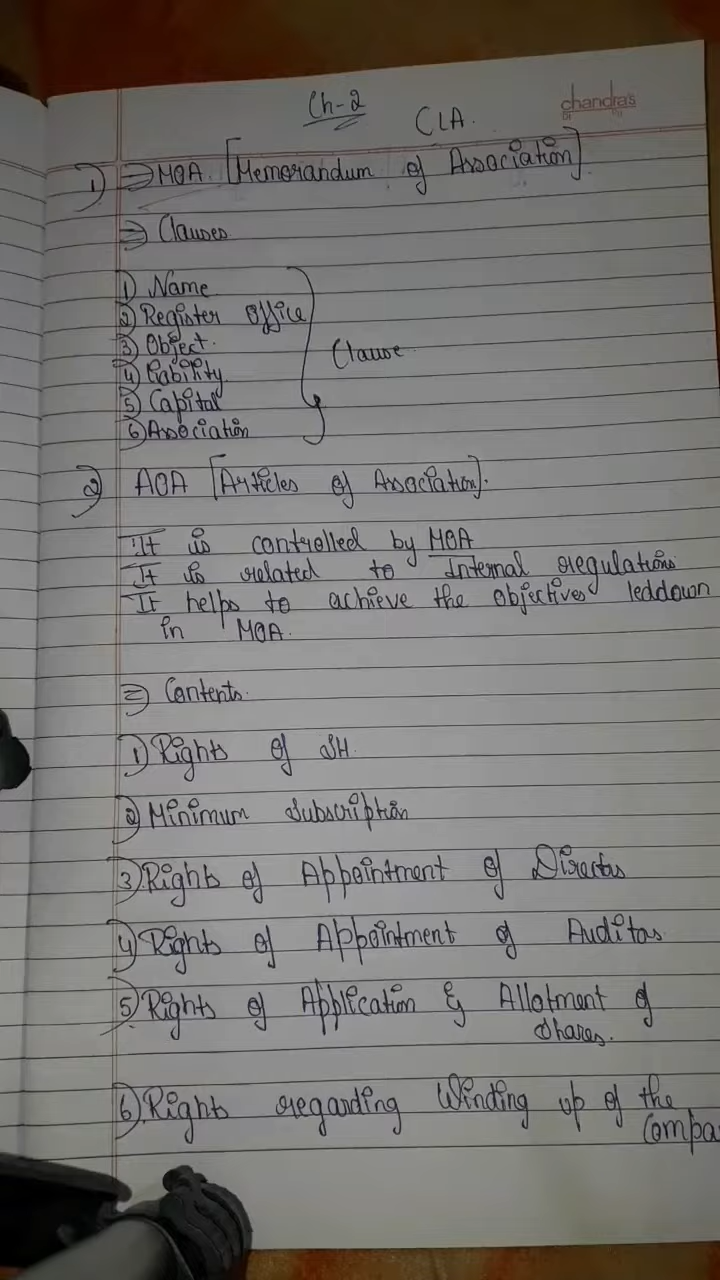 Ch-2
CLA.
chandra's
1) ⇒ MOA. [Memorandum of Association]
⇒ Clauses
1) Name
2) Register office
3) Object.
Clause
4) Liability
5) Capital
6) Association
2) AOA [Articles of Association].
It is controlled by MOA
It is related to Internal regulations
It helps to achieve the objectives leddown
in MOA.
⇒ Contents.
1) Rights of SH.
2) Minimum Subscription
3) Rights of Appointment of Directors
4) Rights of Appointment of Auditors.
5) Rights of Application & Allotment of
Shares.
6) Rights regarding Winding up of the
Compa